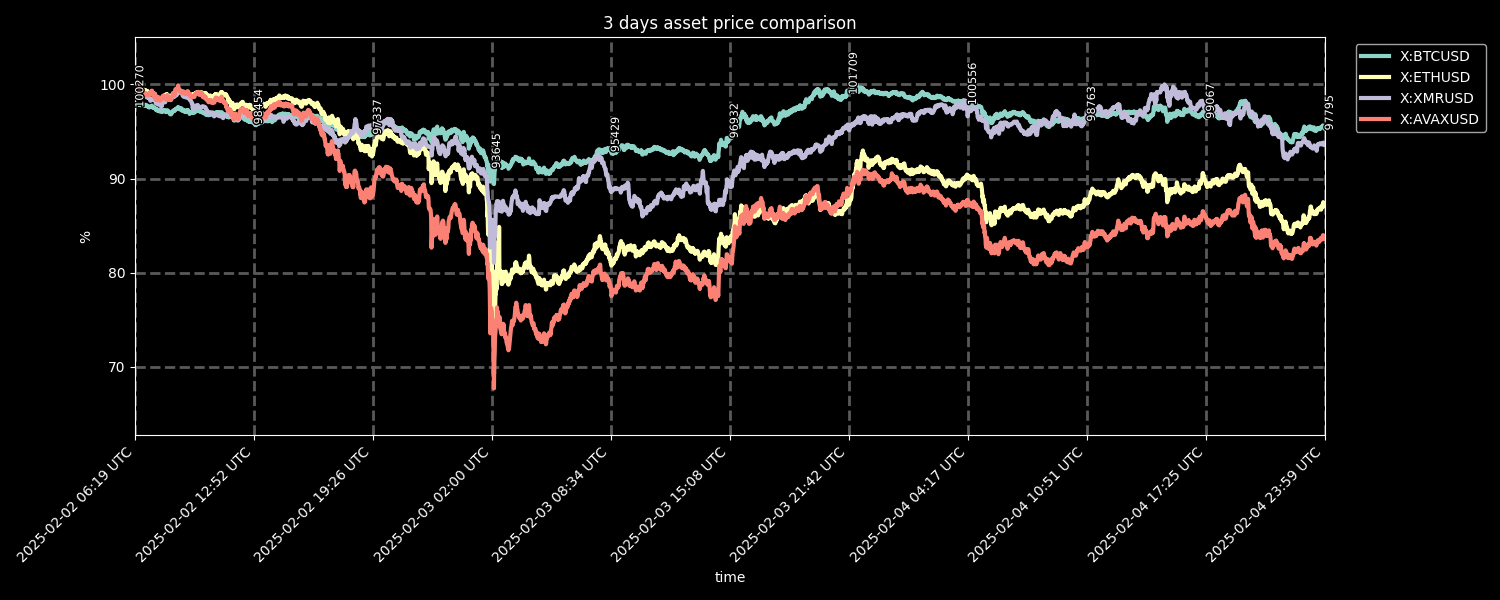 3 days asset price comparison
X:BTCUSD
X:ETHUSD
X:XMRUSD
X:AVAXUSD
100
90
80
70
%
100270
98454
97337
93645
95429
96932
101709
100556
98763
99067
97795
2025-02-02 06:19 UTC
2025-02-02 12:52 UTC
2025-02-02 19:26 UTC
2025-02-03 02:00 UTC
2025-02-03 08:34 UTC
2025-02-03 15:08 UTC
2025-02-03 21:42 UTC
2025-02-04 04:17 UTC
2025-02-04 10:51 UTC
2025-02-04 17:25 UTC
2025-02-04 23:59 UTC
time